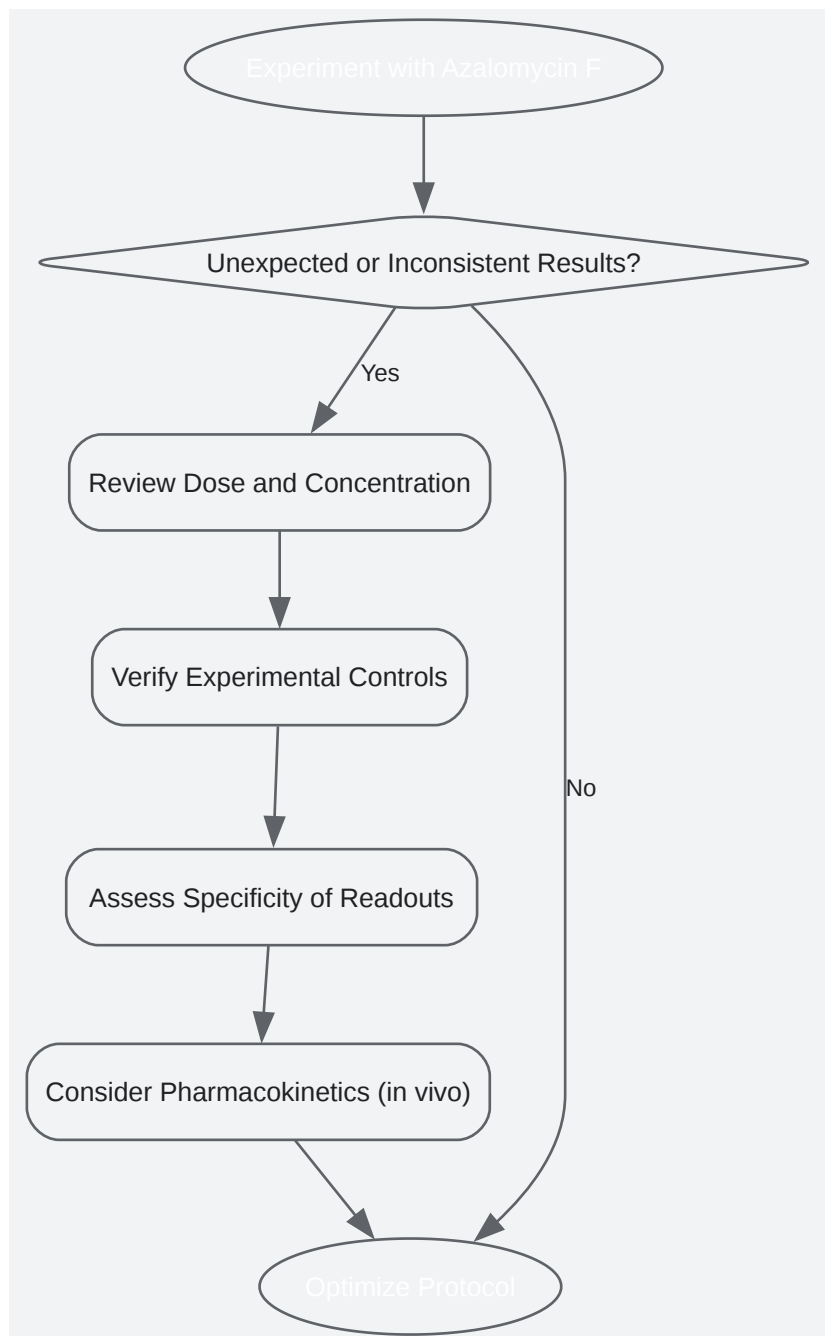 Experiment with Azalomycin F
Unexpected or Inconsistent Results?
Yes
Review Dose and Concentration
Verify Experimental Controls
No
Assess Specificity of Readouts
Consider Pharmacokinetics (in vivo)
Optimize Protocol